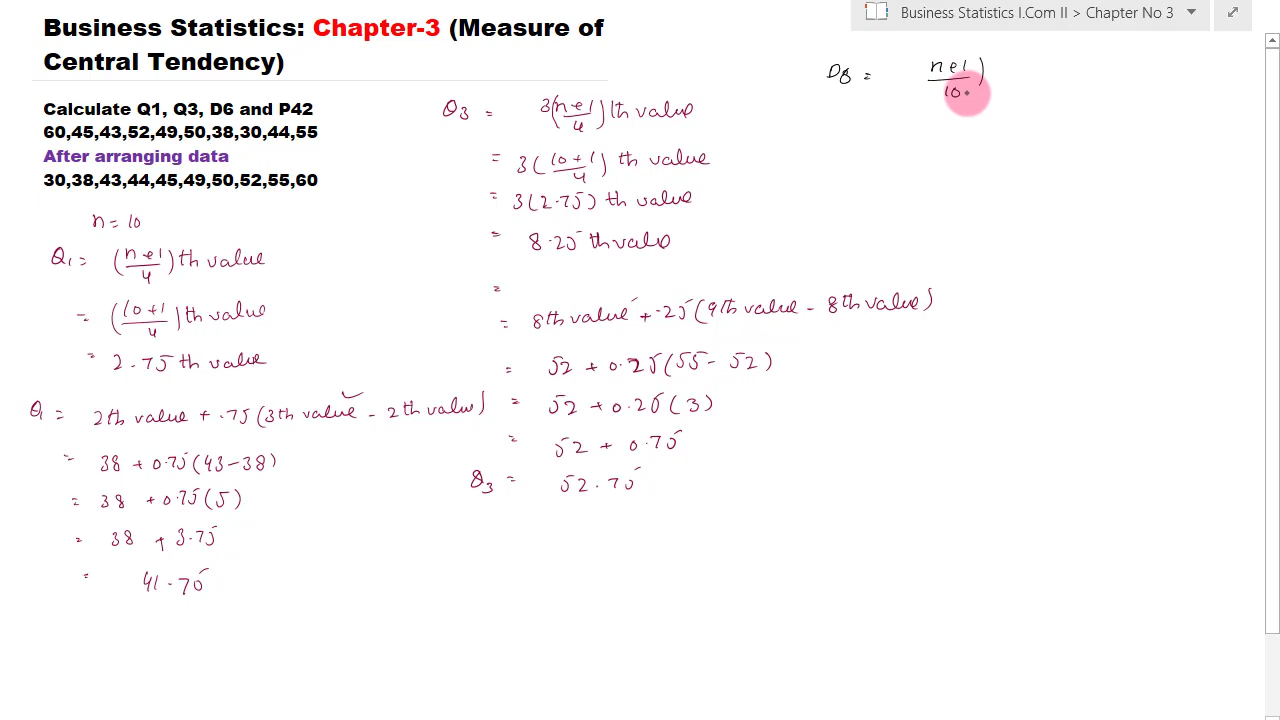 Business Statistics: Chapter-3 (Measure of
Central Tendency)
Business Statistics I.Com II > Chapter No 3
Calculate Q1, Q3, D6 and P42
60,45,43,52,49,50,38,30,44,55
After arranging data
30,38,43,44,45,49,50,52,55,60
n = 10
Q1 = (n+1/4) th value
= (10+1/4) th value
= 2.75 th value
Q1 = 2th value + .75 (3th value - 2th value)
= 38 + 0.75 (43-38)
= 38 + 0.75 (5)
= 38 + 3.75
= 41.75
Q3 = 3(n+1/4) th value
= 3(10+1/4) th value
= 3(2.75) th value
= 8.25 th value
=
= 8th value + .25 (9th value - 8th value)
= 52 + 0.25 (55 - 52)
= 52 + 0.25 (3)
= 52 + 0.75
Q3 = 52.75
D6 = n+1/10)